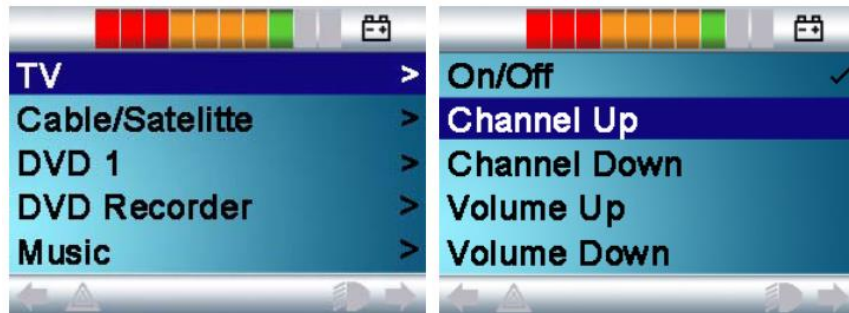 TV >
Cable/Satelitte >
DVD 1 >
DVD Recorder >
Music >
On/Off ✓
Channel Up
Channel Down
Volume Up
Volume Down